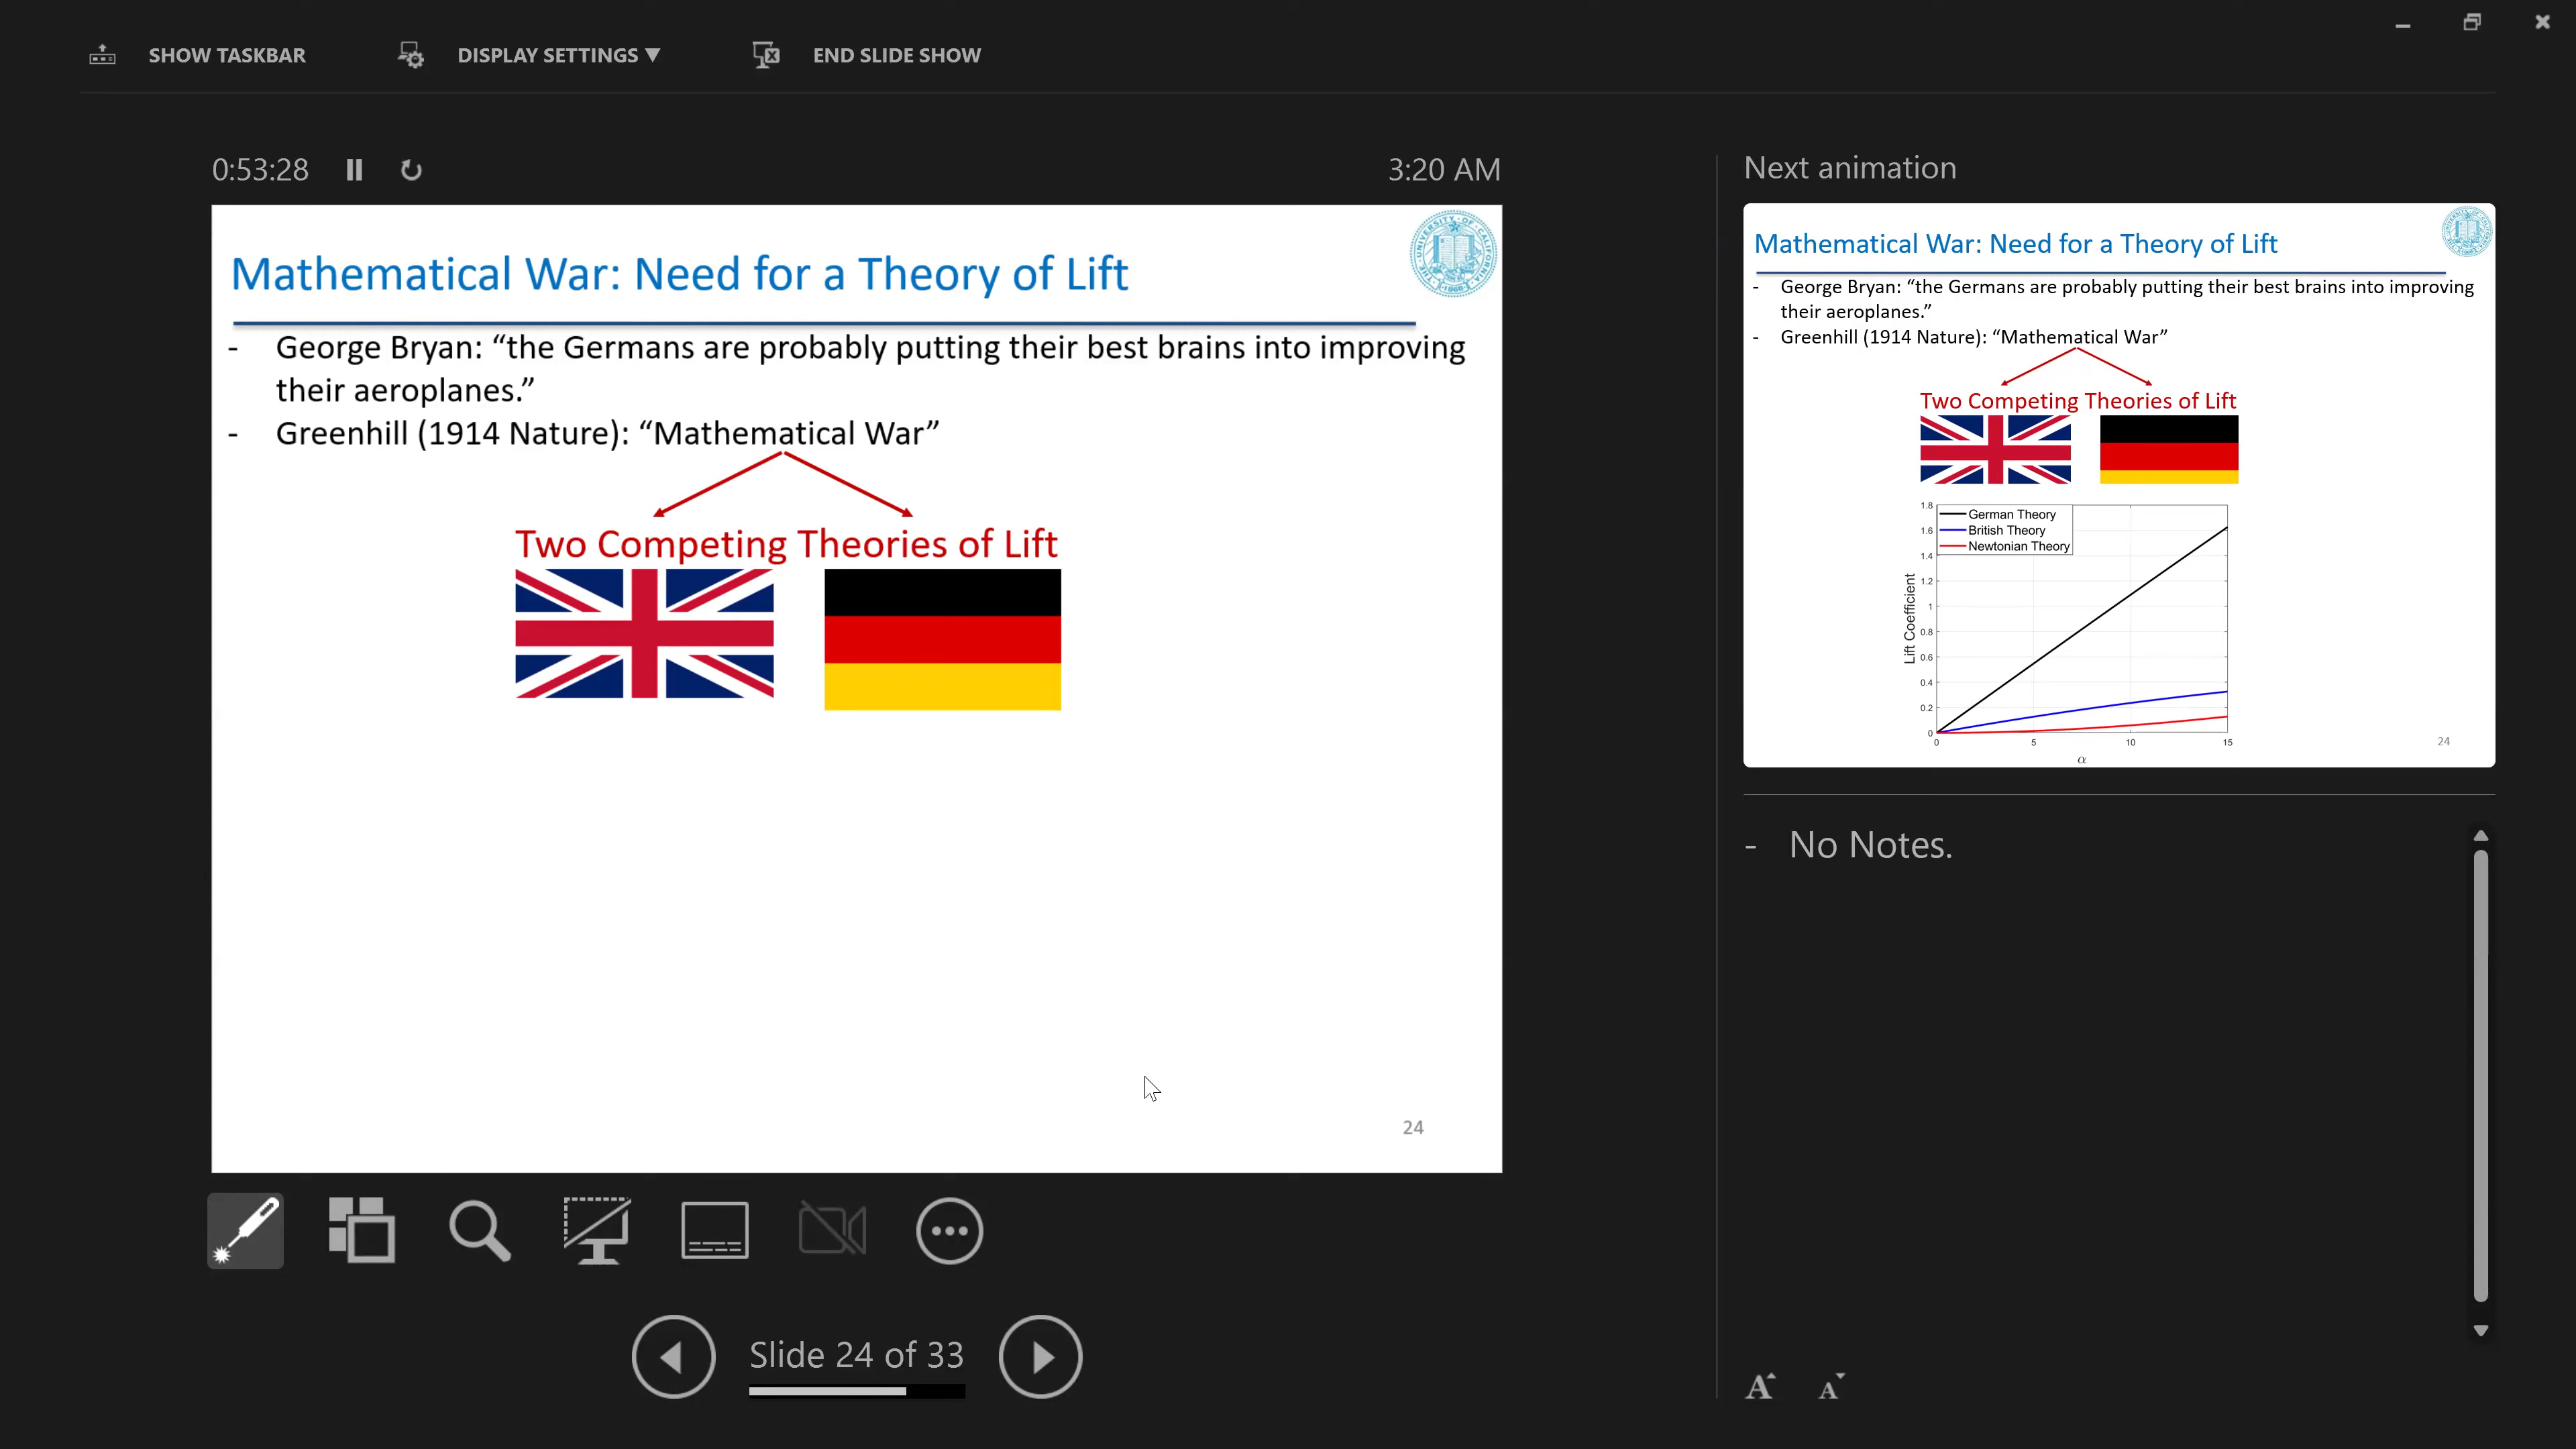 SHOW TASKBAR
DISPLAY SETTINGS ▼
END SLIDE SHOW
0:53:28
3:20 AM
Mathematical War: Need for a Theory of Lift
- George Bryan: “the Germans are probably putting their best brains into improving
their aeroplanes.”
- Greenhill (1914 Nature): “Mathematical War”
Two Competing Theories of Lift
24
Slide 24 of 33
Next animation
Mathematical War: Need for a Theory of Lift
- George Bryan: “the Germans are probably putting their best brains into improving
their aeroplanes.”
- Greenhill (1914 Nature): “Mathematical War”
Two Competing Theories of Lift
German Theory
British Theory
Newtonian Theory
Lift Coefficient
1.8
1.6
1.4
1.2
1
0.8
0.6
0.4
0.2
0
0 5 10 15
α
24
- No Notes.
A A
THE UNIVERSITY OF CALIFORNIA
1868